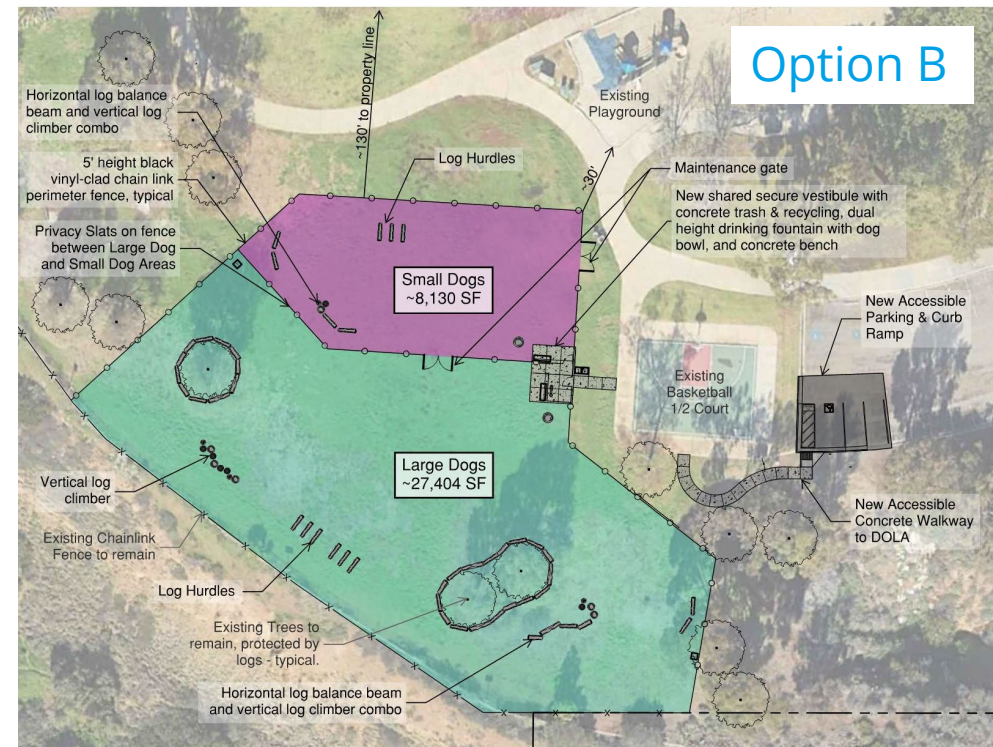 Option B
~130' to property line
Horizontal log balance
beam and vertical log
climber combo
Existing
Playground
5' height black
vinyl-clad chain link
perimeter fence, typical
Log Hurdles
~30'
Maintenance gate
New shared secure vestibule with
concrete trash & recycling, dual
height drinking fountain with dog
bowl, and concrete bench
Privacy Slats on fence
between Large Dog
and Small Dog Areas
Small Dogs
~8,130 SF
New Accessible
Parking & Curb
Ramp
Existing
Basketball
1/2 Court
Large Dogs
~27,404 SF
Vertical log
climber
New Accessible
Concrete Walkway
to DOLA
Existing Chainlink
Fence to remain
Log Hurdles
Existing Trees to
remain, protected by
logs - typical.
Horizontal log balance beam
and vertical log climber combo